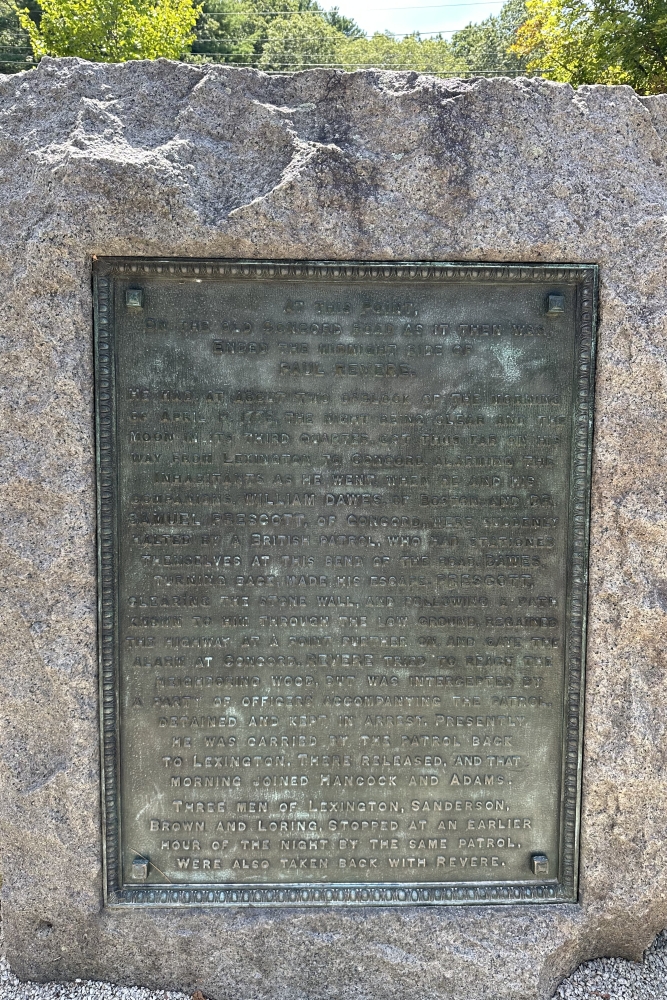 AT THIS POINT,
ON THE OLD CONCORD ROAD AS IT THEN WAS,
ENDED THE MIDNIGHT RIDE OF
PAUL REVERE.
HE HAD, AT ABOUT TWO O'CLOCK OF THE MORNING
OF APRIL 19, 1775, THE NIGHT BEING CLEAR AND THE
MOON IN ITS THIRD QUARTER, GOT THUS FAR ON HIS
WAY FROM LEXINGTON TO CONCORD, ALARMING THE
INHABITANTS AS HE WENT, WHEN HE AND HIS
COMPANIONS, WILLIAM DAWES, OF BOSTON, AND DR.
SAMUEL PRESCOTT, OF CONCORD, WERE SUDDENLY
HALTED BY A BRITISH PATROL, WHO HAD STATIONED
THEMSELVES AT THIS BEND OF THE ROAD. DAWES,
TURNING BACK, MADE HIS ESCAPE. PRESCOTT,
CLEARING THE STONE WALL, AND FOLLOWING A PATH
KNOWN TO HIM THROUGH THE LOW GROUND, REGAINED
THE HIGHWAY AT A POINT FURTHER ON, AND GAVE THE
ALARM AT CONCORD. REVERE TRIED TO REACH THE
NEIGHBORING WOOD, BUT WAS INTERCEPTED BY
A PARTY OF OFFICERS ACCOMPANYING THE PATROL,
DETAINED AND KEPT IN ARREST. PRESENTLY
HE WAS CARRIED BY THE PATROL BACK
TO LEXINGTON, THERE RELEASED, AND THAT
MORNING JOINED HANCOCK AND ADAMS.
THREE MEN OF LEXINGTON, SANDERSON,
BROWN AND LORING, STOPPED AT AN EARLIER
HOUR OF THE NIGHT BY THE SAME PATROL,
WERE ALSO TAKEN BACK WITH REVERE.